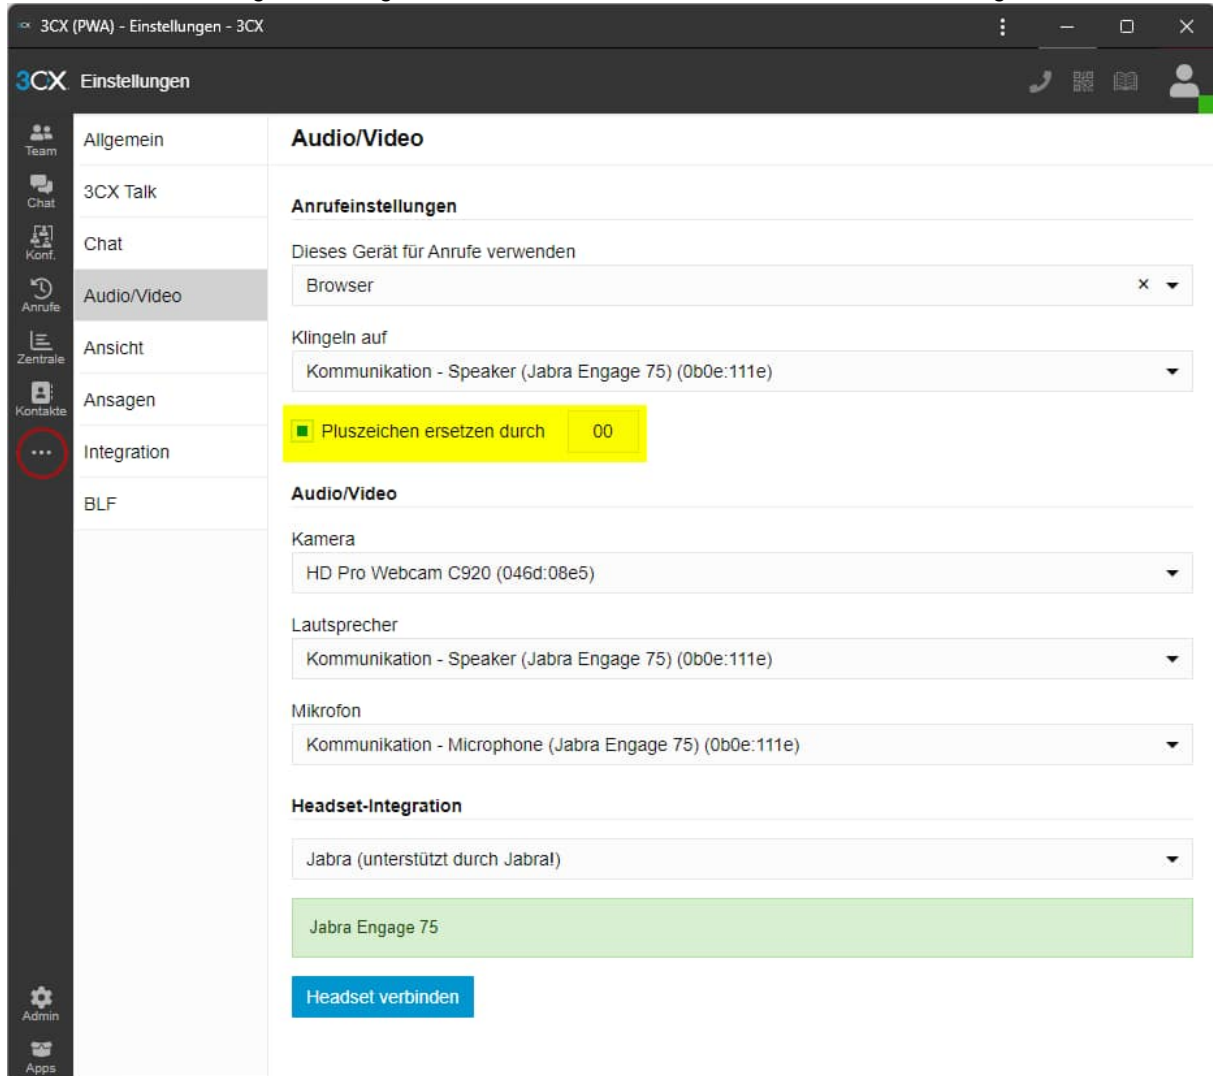 3CX (PWA) - Einstellungen - 3CX
3CX Einstellungen
Team
Chat
Konf.
Anrufe
Zentrale
Kontakte
Admin
Apps
Allgemein
3CX Talk
Chat
Audio/Video
Ansicht
Ansagen
Integration
BLF
Audio/Video
Anrufeinstellungen
Dieses Gerät für Anrufe verwenden
Browser
Klingeln auf
Kommunikation - Speaker (Jabra Engage 75) (0b0e:111e)
Pluszeichen ersetzen durch 00
Audio/Video
Kamera
HD Pro Webcam C920 (046d:08e5)
Lautsprecher
Kommunikation - Speaker (Jabra Engage 75) (0b0e:111e)
Mikrofon
Kommunikation - Microphone (Jabra Engage 75) (0b0e:111e)
Headset-Integration
Jabra (unterstützt durch Jabra!)
Jabra Engage 75
Headset verbinden